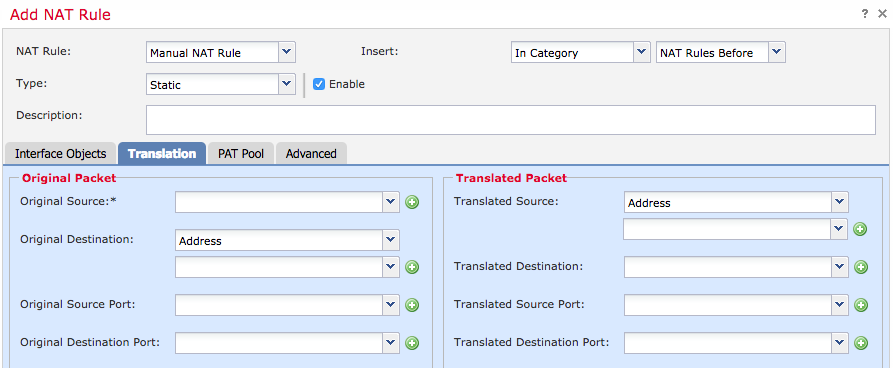 Add NAT Rule ?
NAT Rule: Manual NAT Rule Insert: In Category NAT Rules Before
Type: Static Enable
Description:
Interface Objects Translation PAT Pool Advanced
Original Packet
Original Source:*
Original Destination: Address
Original Source Port:
Original Destination Port:
Translated Packet
Translated Source: Address
Translated Destination:
Translated Source Port:
Translated Destination Port: